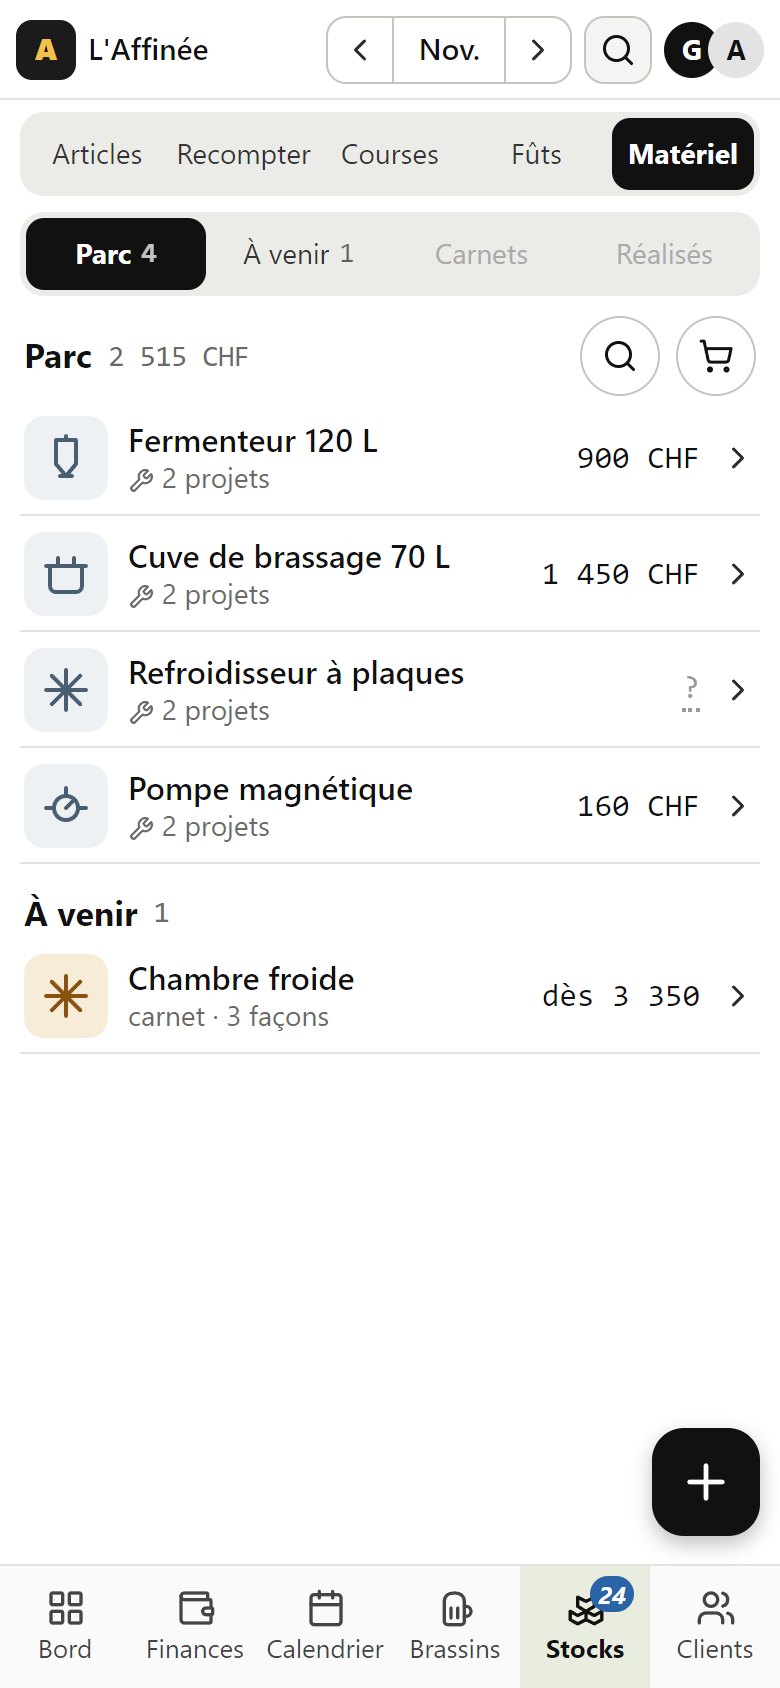 A L'Affinée Nov. G A
Articles Recompter Courses Fûts Matériel
Parc 4 À venir 1 Carnets Réalisés
Parc 2 515 CHF
Fermenteur 120 L
2 projets
900 CHF
Cuve de brassage 70 L
2 projets
1 450 CHF
Refroidisseur à plaques
2 projets
?
Pompe magnétique
2 projets
160 CHF
À venir 1
Chambre froide
carnet · 3 façons
dès 3 350
24
Bord Finances Calendrier Brassins Stocks Clients